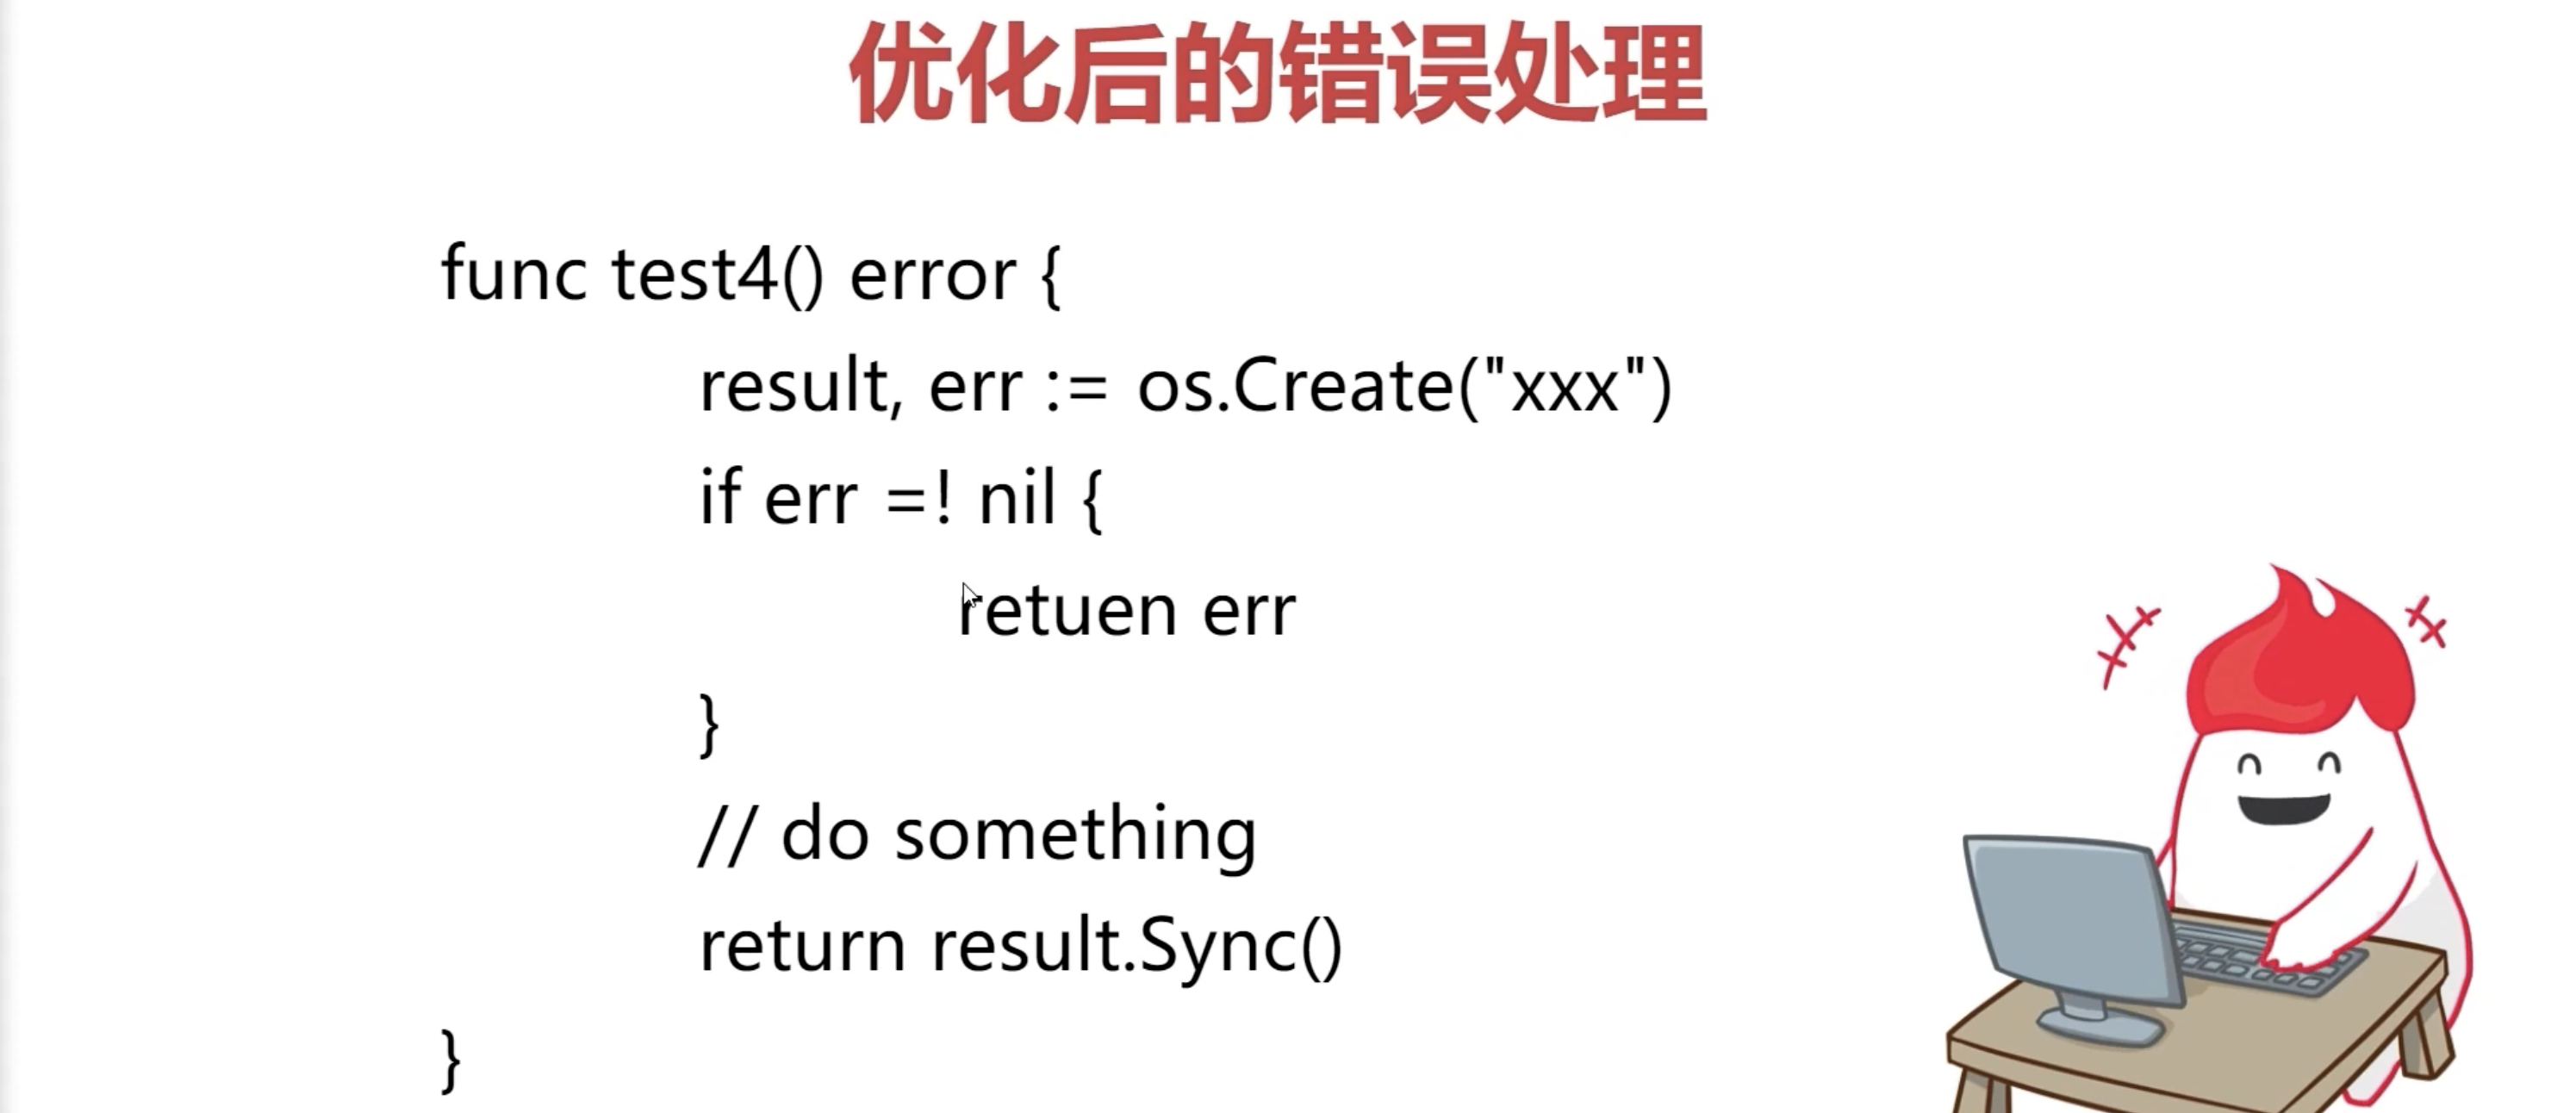 优化后的错误处理
func test4() error {
result, err := os.Create("xxx")
if err =! nil {
retuen err
}
// do something
return result.Sync()
}